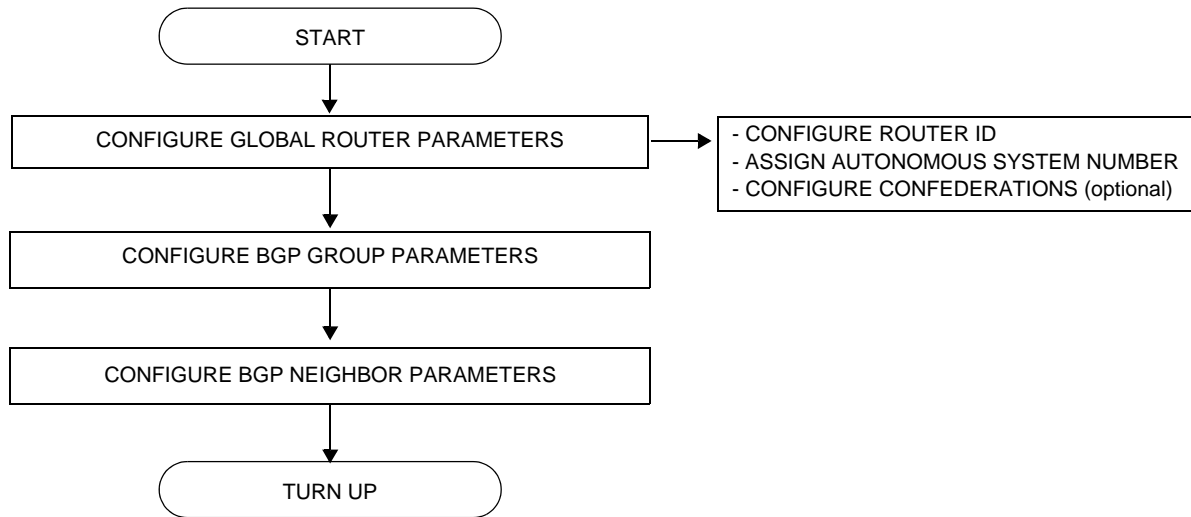 START
CONFIGURE GLOBAL ROUTER PARAMETERS
- CONFIGURE ROUTER ID
- ASSIGN AUTONOMOUS SYSTEM NUMBER
- CONFIGURE CONFEDERATIONS (optional)
CONFIGURE BGP GROUP PARAMETERS
CONFIGURE BGP NEIGHBOR PARAMETERS
TURN UP